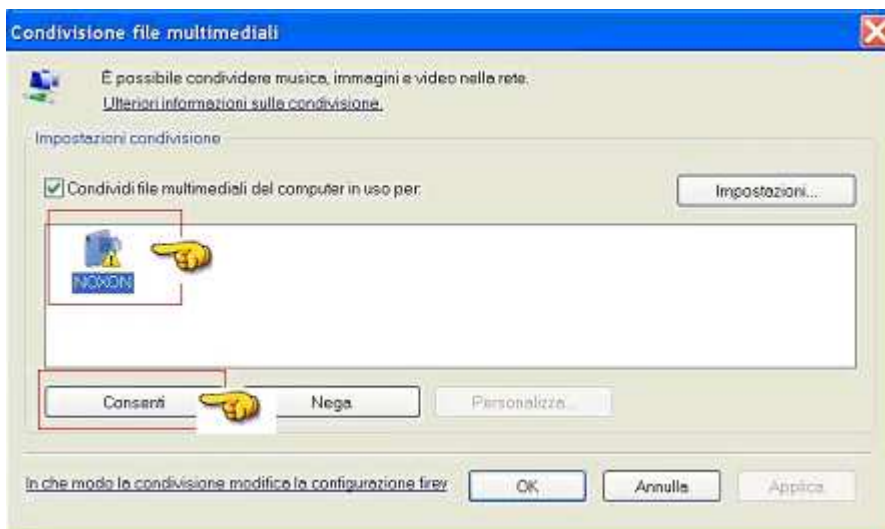 Condivisione file multimediali
È possibile condividere musica, immagini e video nella rete.
Ulteriori informazioni sulla condivisione.
Impostazioni condivisione
Condividi file multimediali del computer in uso per:
Impostazioni...
NOXON
Consenti
Nega
Personalizza...
In che modo la condivisione modifica la configurazione firew
OK
Annulla
Applica